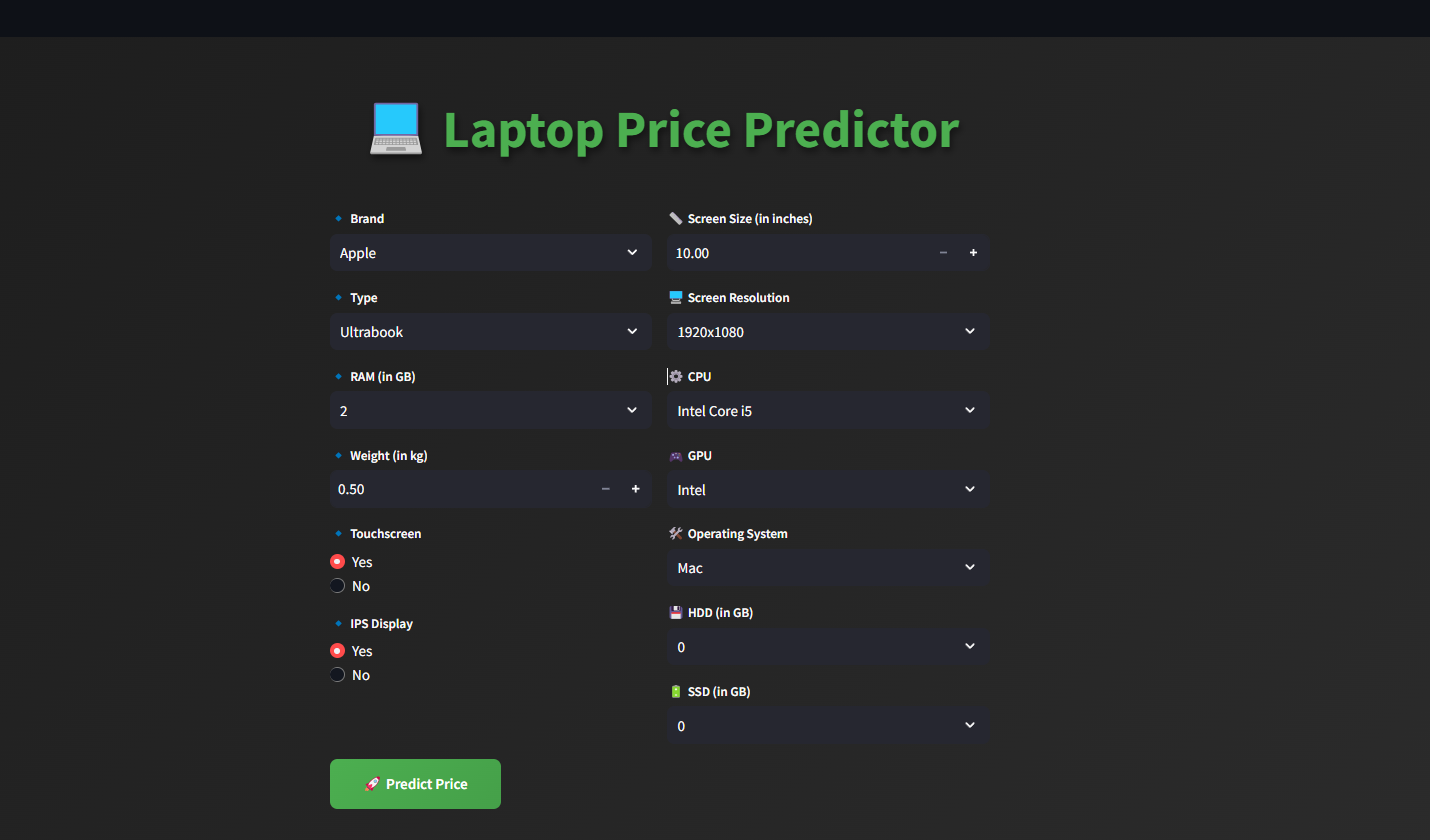 Laptop Price Predictor
Brand
Apple
Type
Ultrabook
RAM (in GB)
2
Weight (in kg)
0.50
Touchscreen
Yes
No
IPS Display
Yes
No
Screen Size (in inches)
10.00
Screen Resolution
1920x1080
CPU
Intel Core i5
GPU
Intel
Operating System
Mac
HDD (in GB)
0
SSD (in GB)
0
Predict Price